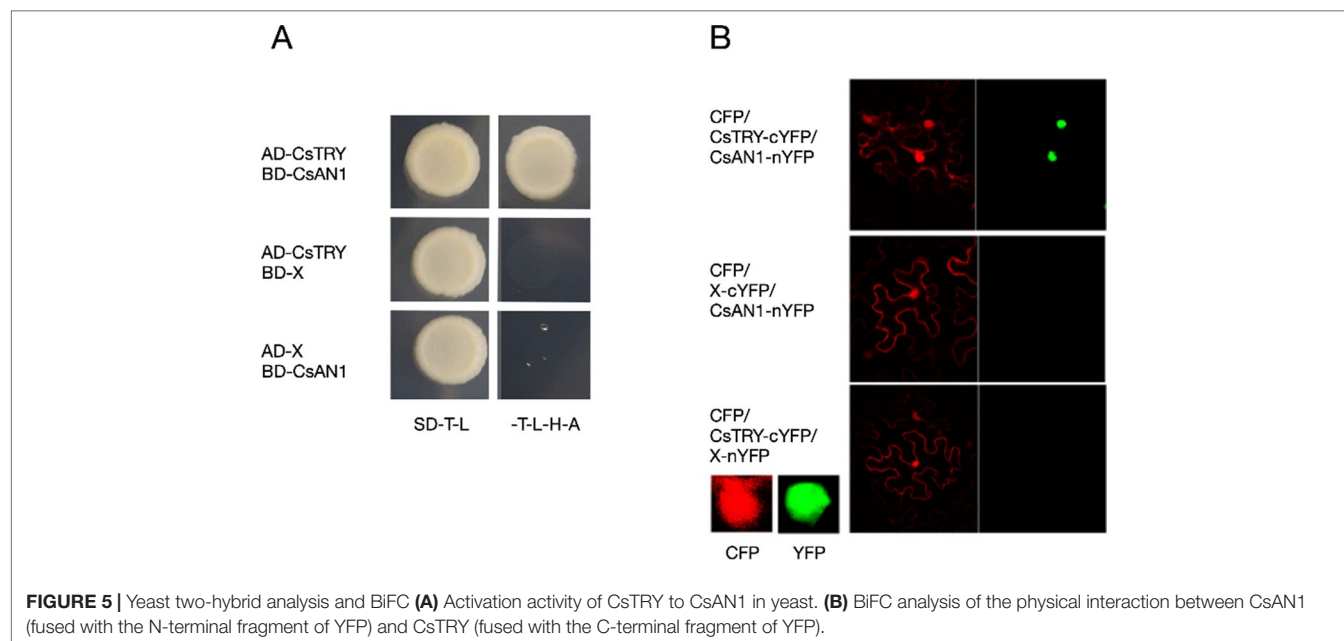 A
AD-CsTRY
BD-CsAN1
AD-CsTRY
BD-X
AD-X
BD-CsAN1
SD-T-L
-T-L-H-A
B
CFP/
CsTRY-cYFP/
CsAN1-nYFP
CFP/
X-cYFP/
CsAN1-nYFP
CFP/
CsTRY-cYFP/
X-nYFP
CFP
YFP
FIGURE 5 | Yeast two-hybrid analysis and BiFC (A) Activation activity of CsTRY to CsAN1 in yeast. (B) BiFC analysis of the physical interaction between CsAN1
(fused with the N-terminal fragment of YFP) and CsTRY (fused with the C-terminal fragment of YFP).